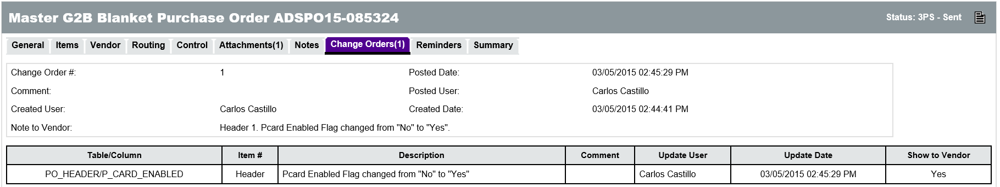 Master G2B Blanket Purchase Order ADSPO15-085324 Status: 3PS - Sent
General Items Vendor Routing Control Attachments(1) Notes Change Orders(1) Reminders Summary
Change Order #: 1 Posted Date: 03/05/2015 02:45:29 PM
Comment: Posted User: Carlos Castillo
Created User: Carlos Castillo Created Date: 03/05/2015 02:44:41 PM
Note to Vendor: Header 1. Pcard Enabled Flag changed from "No" to "Yes".
Table/Column Item # Description Comment Update User Update Date Show to Vendor
PO_HEADER/P_CARD_ENABLED Header Pcard Enabled Flag changed from "No" to "Yes" Carlos Castillo 03/05/2015 02:45:29 PM Yes